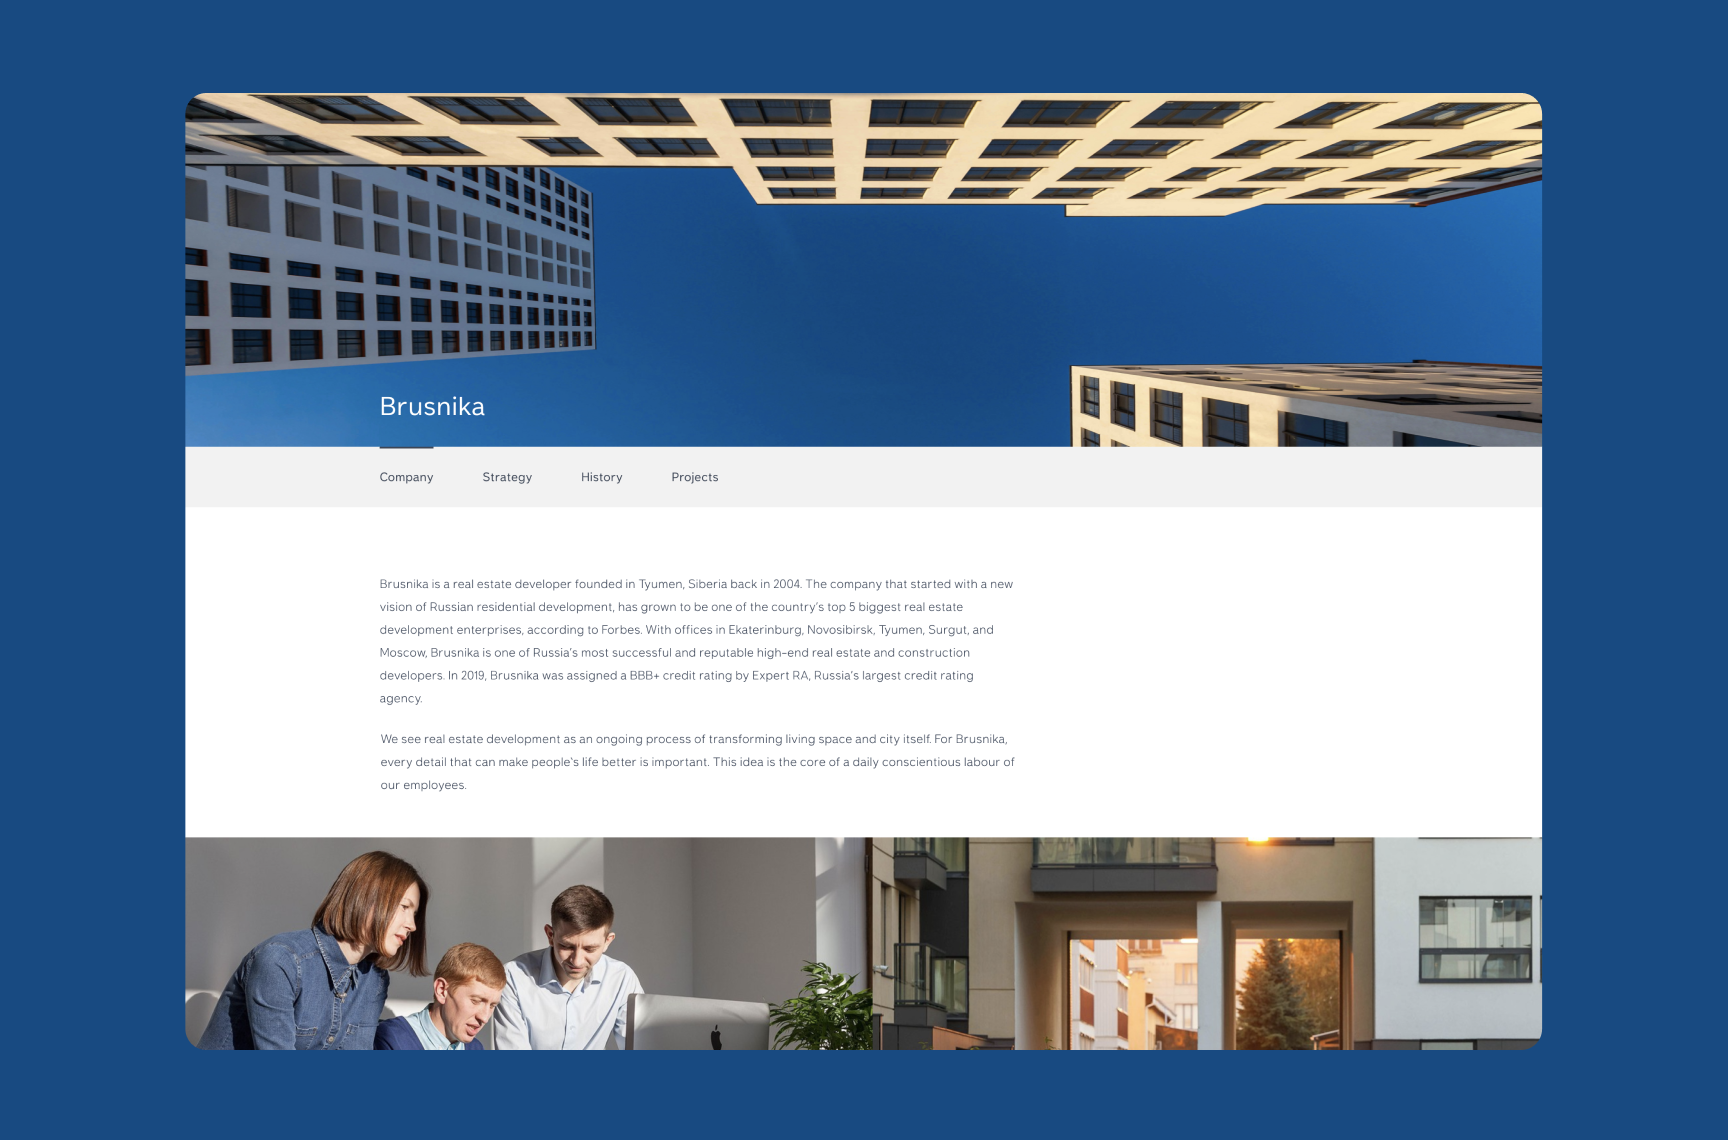 Brusnika
Company Strategy History Projects
Brusnika is a real estate developer founded in Tyumen, Siberia back in 2004. The company that started with a new
vision of Russian residential development, has grown to be one of the country's top 5 biggest real estate
development enterprises, according to Forbes. With offices in Ekaterinburg, Novosibirsk, Tyumen, Surgut, and
Moscow, Brusnika is one of Russia's most successful and reputable high-end real estate and construction
developers. In 2019, Brusnika was assigned a BBB+ credit rating by Expert RA, Russia's largest credit rating
agency.
We see real estate development as an ongoing process of transforming living space and city itself. For Brusnika,
every detail that can make people's life better is important. This idea is the core of a daily conscientious labour of
our employees.